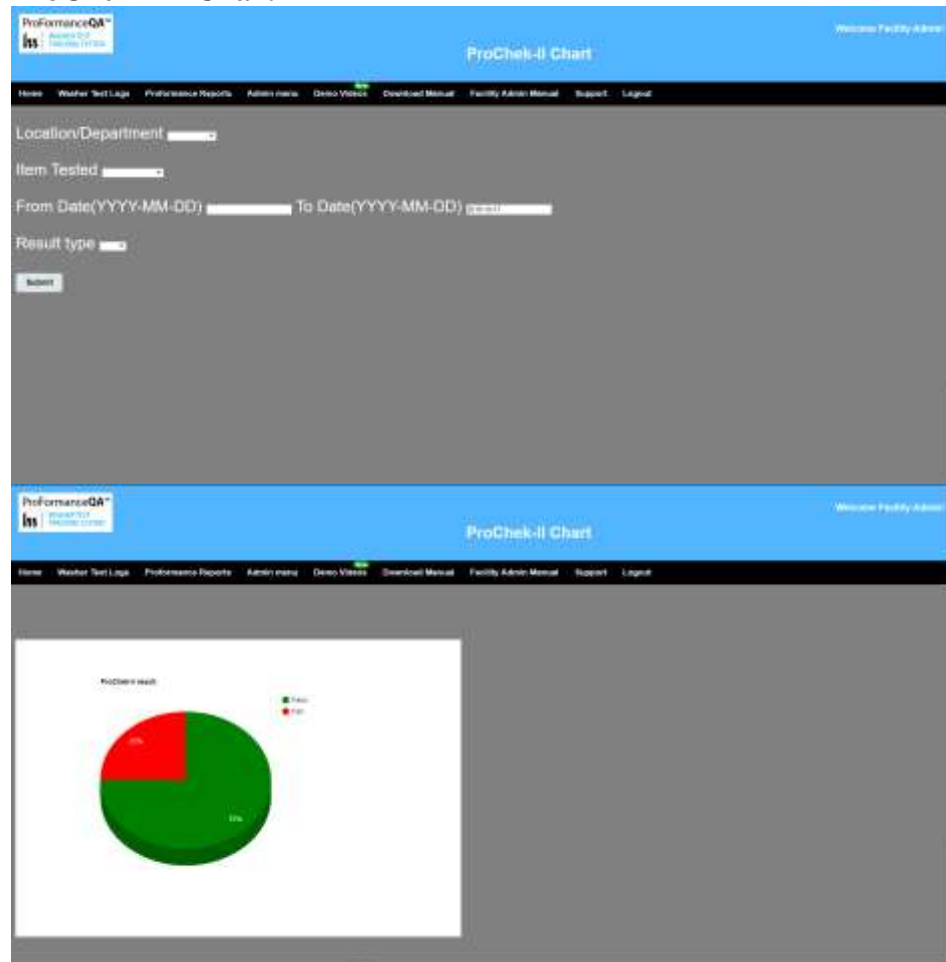 ProFormanceQA™
Welcome Facility Admin!
ProChek-II Chart
Home Washer Test Logs Proformance Reports Admin menu Demo Videos Download Manual Facility Admin Manual Support Logout
Location/Department
Item Tested
From Date(YYYY-MM-DD) To Date(YYYY-MM-DD)
Result type
Submit
ProFormanceQA™
Welcome Facility Admin!
ProChek-II Chart
Home Washer Test Logs Proformance Reports Admin menu Demo Videos Download Manual Facility Admin Manual Support Logout
result